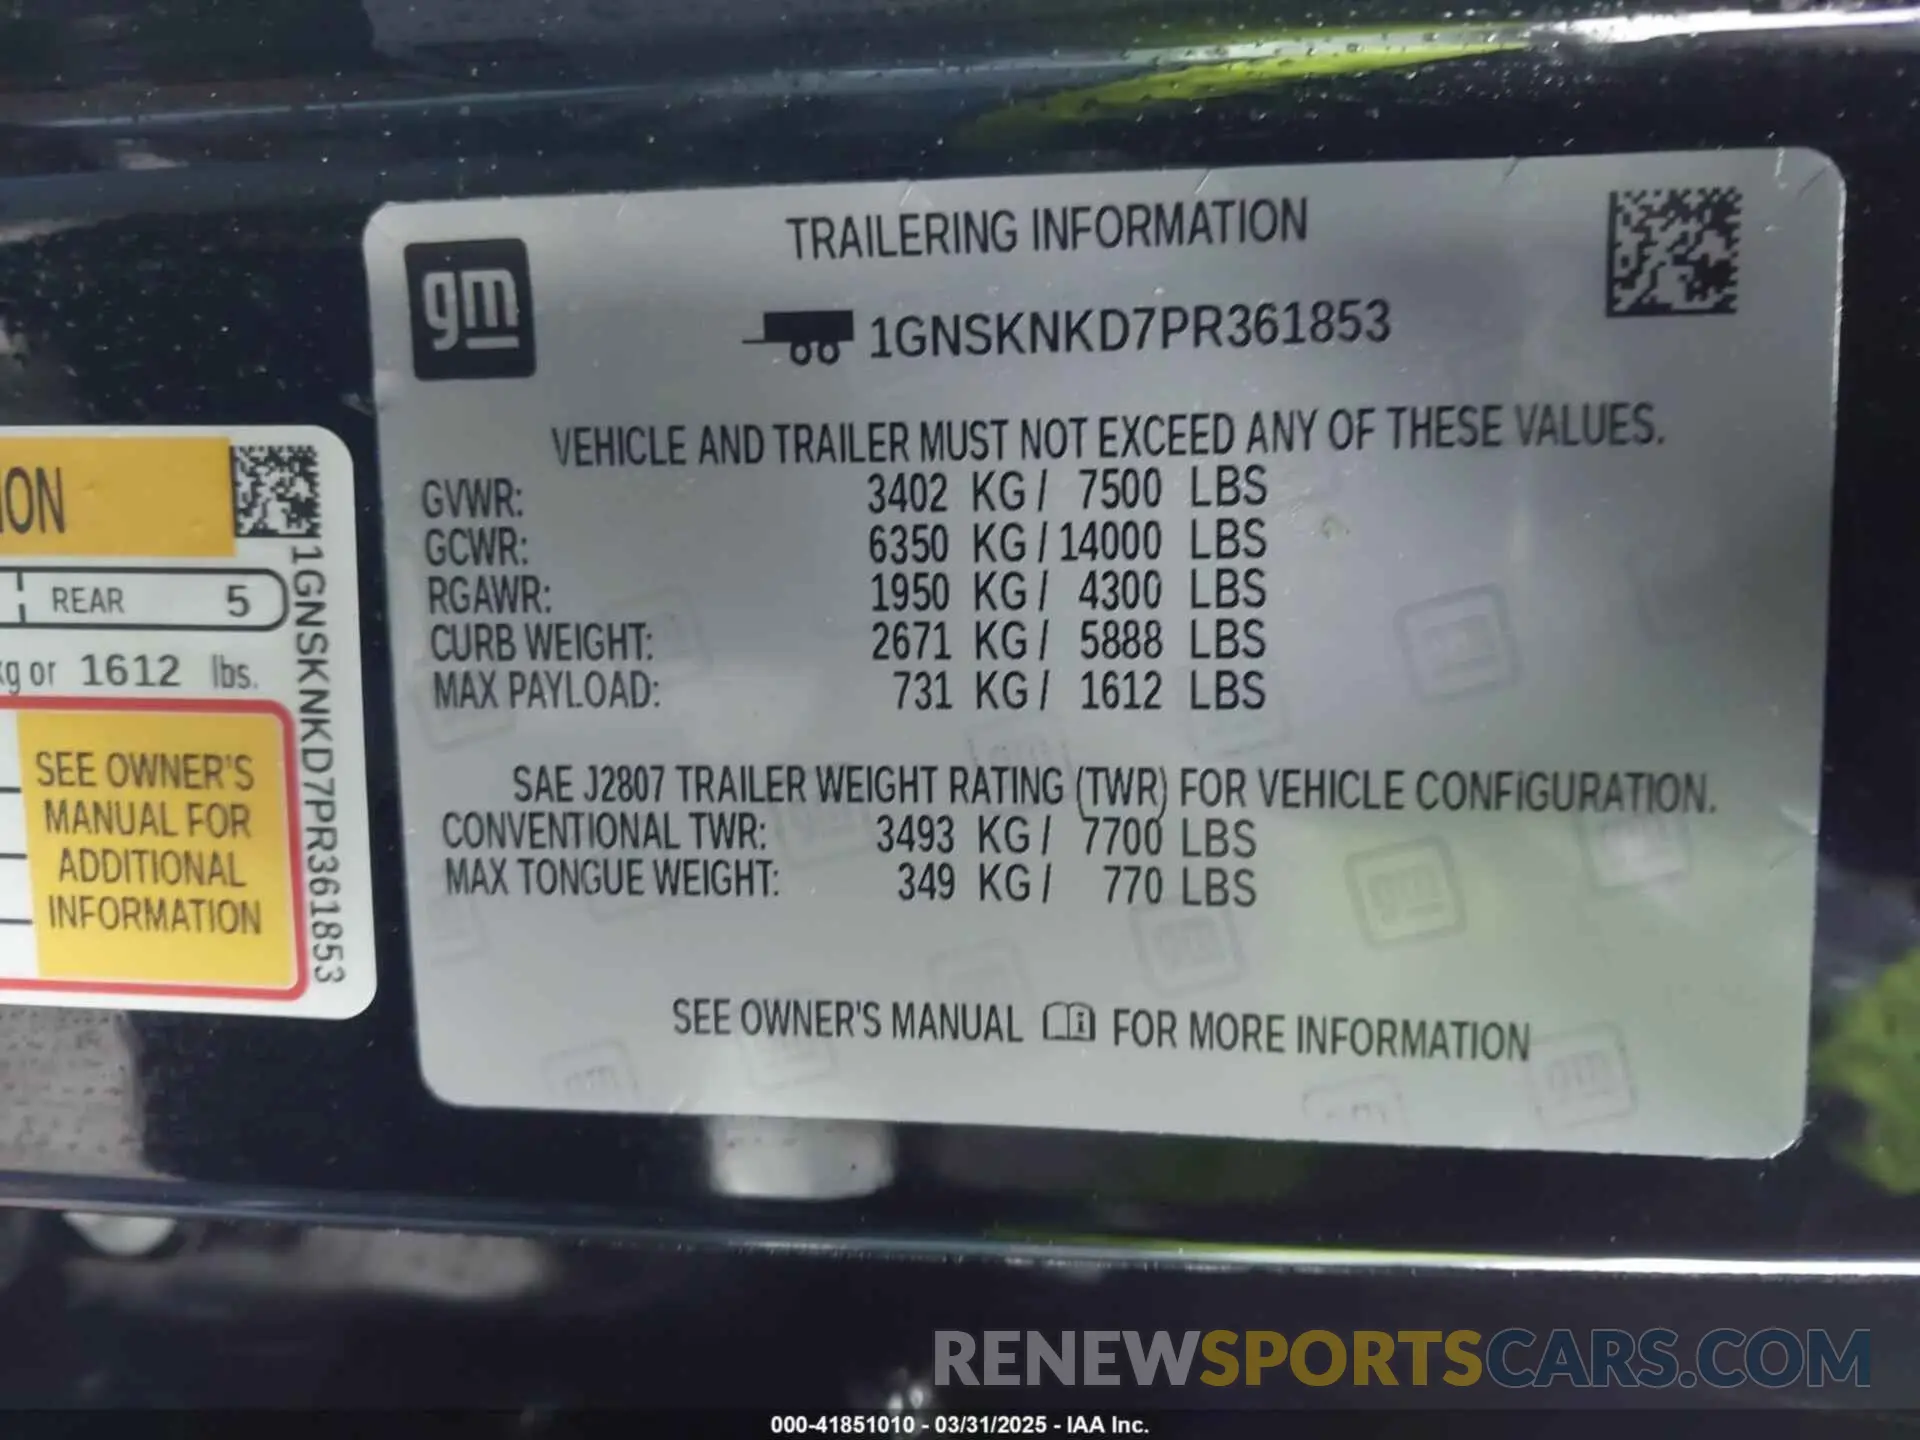 gm
TRAILERING INFORMATION
1GNSKNKD7PR361853
VEHICLE AND TRAILER MUST NOT EXCEED ANY OF THESE VALUES.
GVWR: 3402 KG / 7500 LBS
GCWR: 6350 KG / 14000 LBS
RGAWR: 1950 KG / 4300 LBS
CURB WEIGHT: 2671 KG / 5888 LBS
MAX PAYLOAD: 731 KG / 1612 LBS
SAE J2807 TRAILER WEIGHT RATING (TWR) FOR VEHICLE CONFIGURATION.
CONVENTIONAL TWR: 3493 KG / 7700 LBS
MAX TONGUE WEIGHT: 349 KG / 770 LBS
SEE OWNER'S MANUAL FOR MORE INFORMATION
ION
REAR 5
kg or 1612 lbs.
SEE OWNER'S
MANUAL FOR
ADDITIONAL
INFORMATION
1GNSKNKD7PR361853
RENEWSPORTSCARS.COM
000-41851010 - 03/31/2025 - IAA Inc.